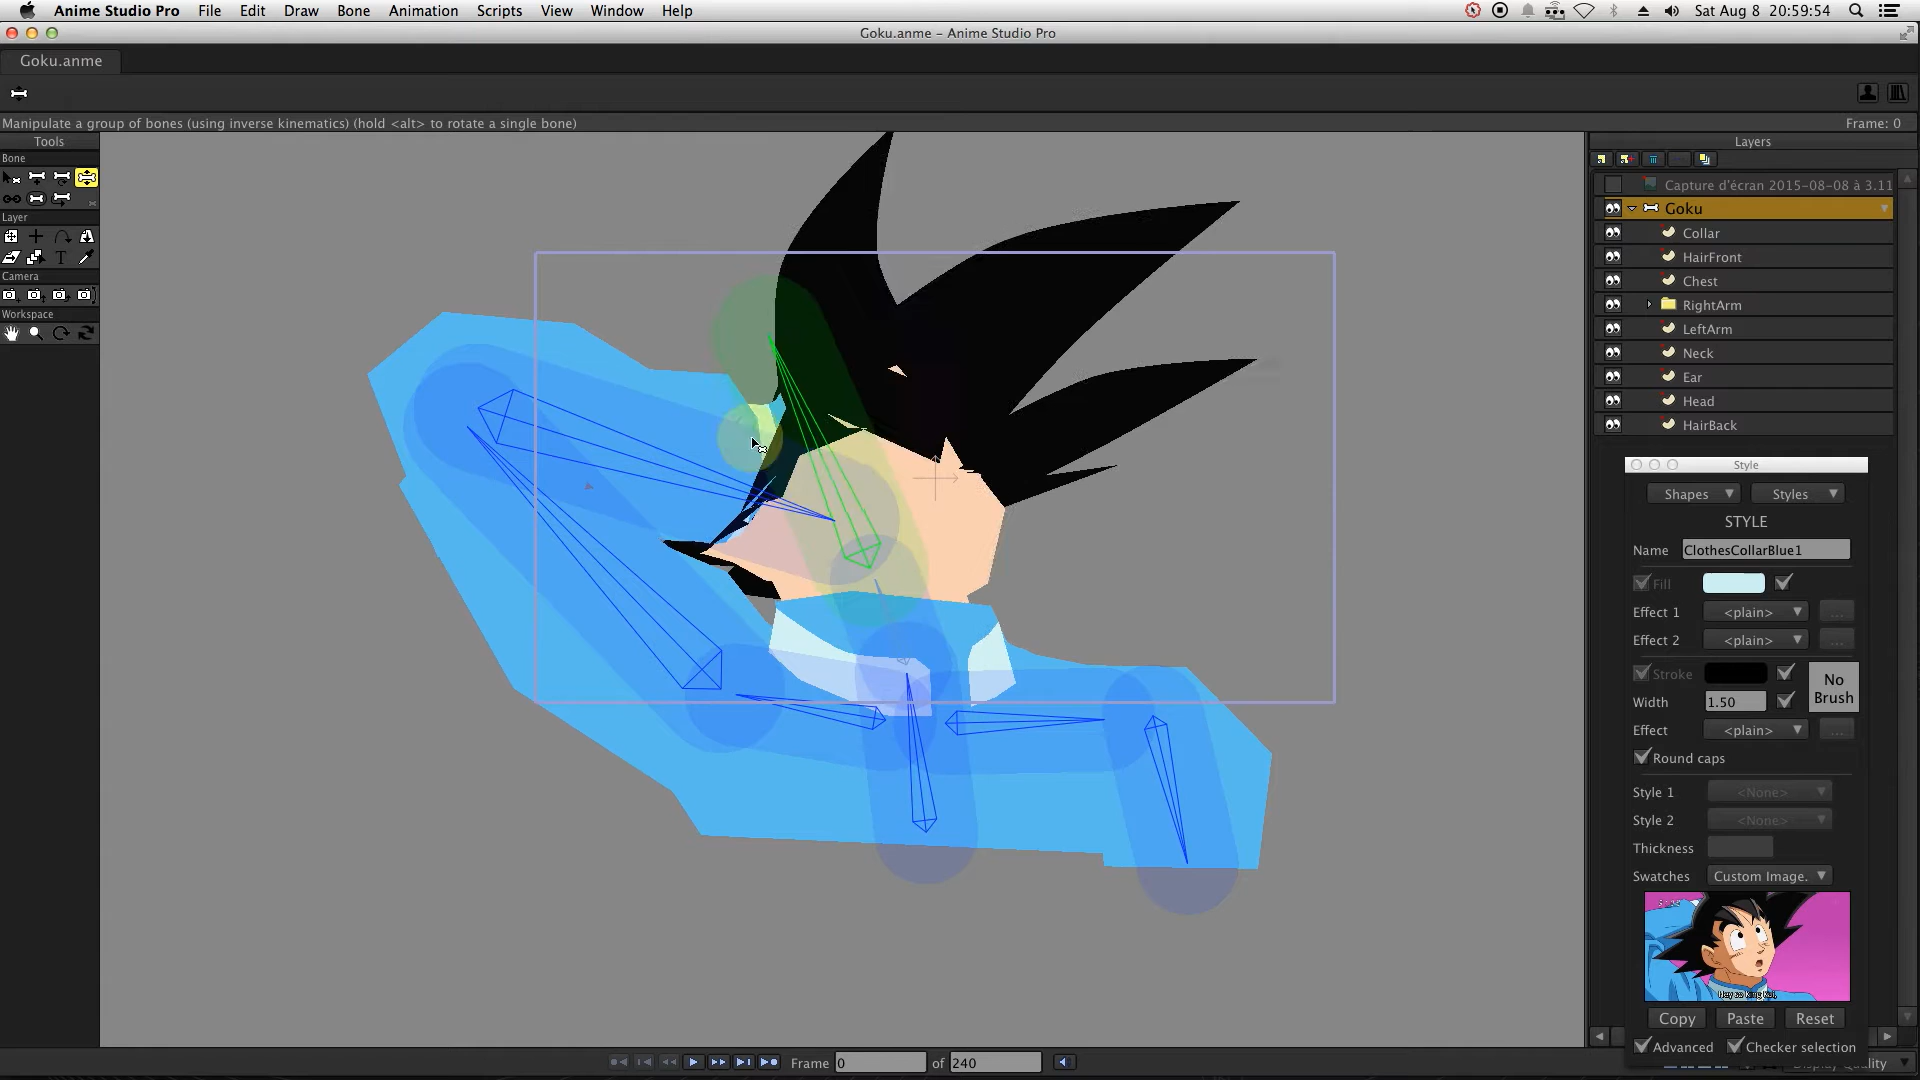 Anime Studio Pro File Edit Draw Bone Animation Scripts View Window Help Sat Aug 8 20:59:54
Goku.anme - Anime Studio Pro
Goku.anme
Manipulate a group of bones (using inverse kinematics) (hold <alt> to rotate a single bone) Frame: 0
Tools
Bone
Layer
Camera
Workspace
Layers
Capture d'écran 2015-08-08 à 3.11
Goku
Collar
HairFront
Chest
RightArm
LeftArm
Neck
Ear
Head
HairBack
Style
Shapes Styles
STYLE
Name ClothesCollarBlue1
Fill
Effect 1 <plain> ...
Effect 2 <plain> ...
Stroke No Brush
Width 1.50
Effect <plain> ...
Round caps
Style 1 <None>
Style 2 <None>
Thickness
Swatches Custom Image.
Copy Paste Reset
Advanced Checker selection
Frame 0 of 240
Display Quality